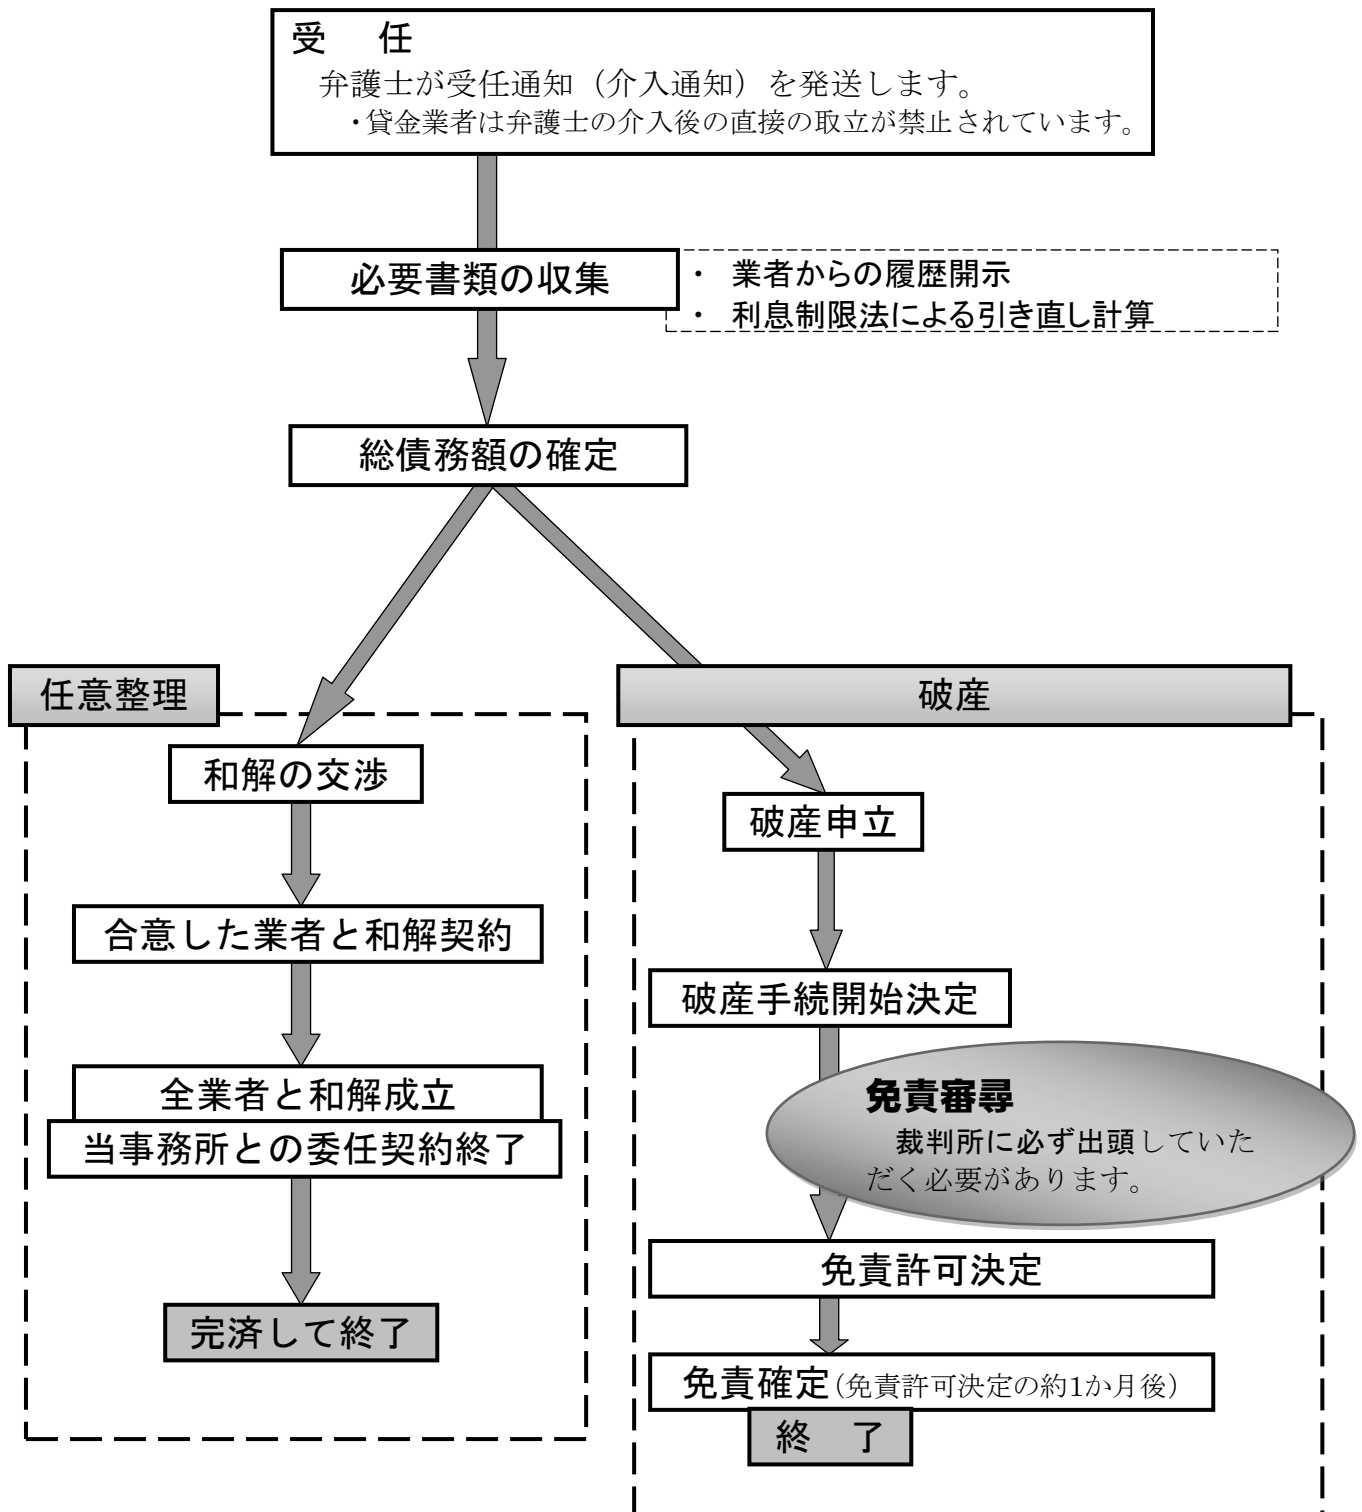 受　任
弁護士が受任通知（介入通知）を発送します。
・貸金業者は弁護士の介入後の直接の取立が禁止されています。
必要書類の収集
・ 業者からの履歴開示
・ 利息制限法による引き直し計算
総債務額の確定
任意整理
和解の交渉
合意した業者と和解契約
全業者と和解成立
当事務所との委任契約終了
完済して終了
破産
破産申立
破産手続開始決定
免責審尋
裁判所に必ず出頭していた
だく必要があります。
免責許可決定
免責確定（免責許可決定の約1か月後）
終　了